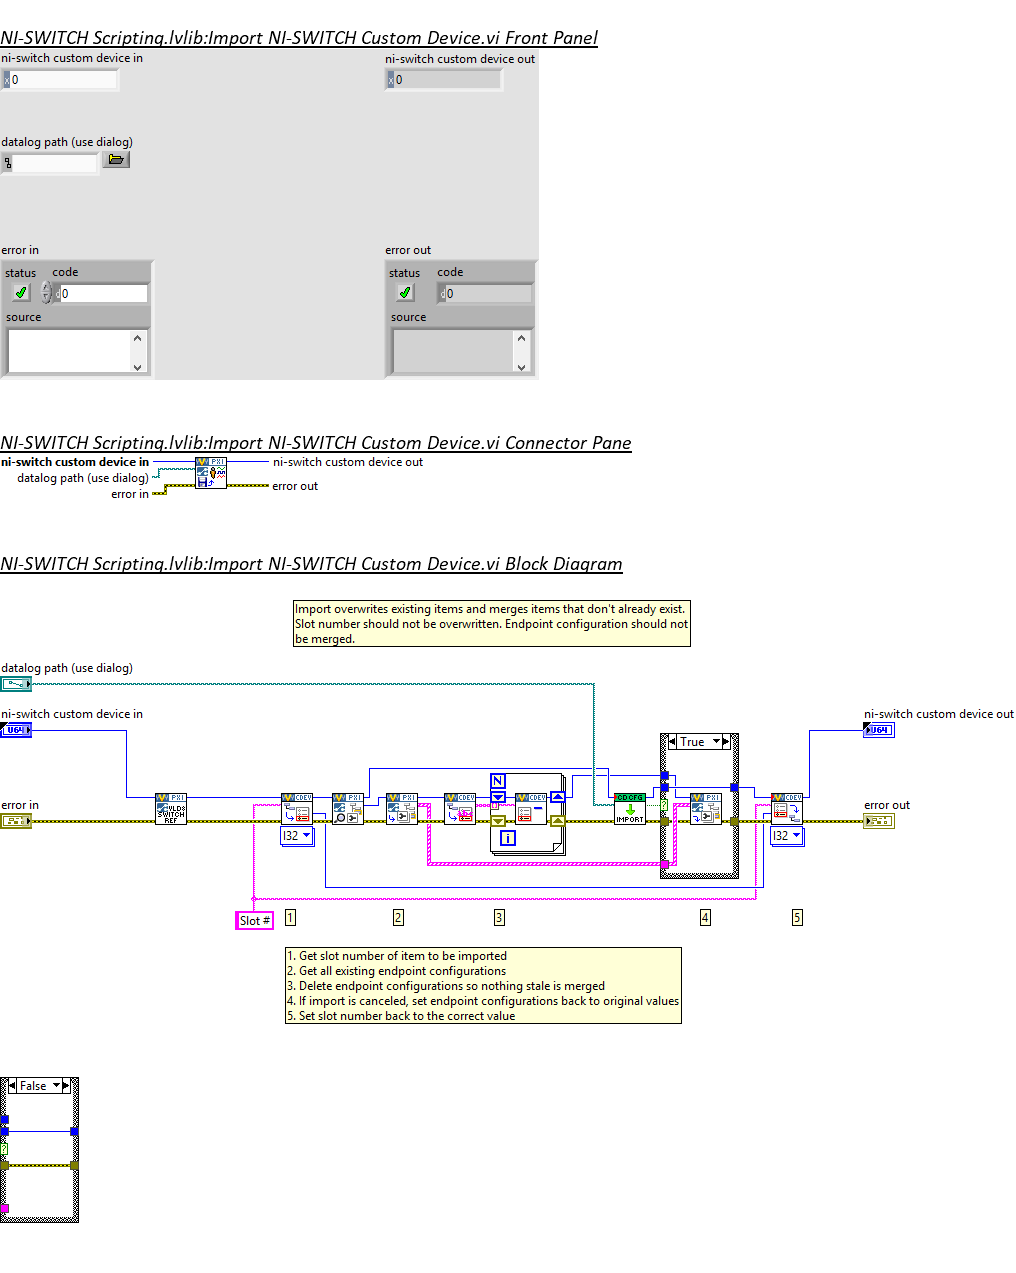 NI-SWITCH Scripting.lvlib:Import NI-SWITCH Custom Device.vi Front Panel
ni-switch custom device in
ni-switch custom device out
x 0
x 0
datalog path (use dialog)
error in
error out
status code
status code
d 0
d 0
source
source
NI-SWITCH Scripting.lvlib:Import NI-SWITCH Custom Device.vi Connector Pane
ni-switch custom device in
PXI
ni-switch custom device out
datalog path (use dialog)
error out
error in
NI-SWITCH Scripting.lvlib:Import NI-SWITCH Custom Device.vi Block Diagram
Import overwrites existing items and merges items that don't already exist.
Slot number should not be overwritten. Endpoint configuration should not
be merged.
datalog path (use dialog)
ni-switch custom device in
ni-switch custom device out
U64
U64
True
N
error in
error out
PXI
VLDS
SWITCH
REF
CDEV
PXI
PXI
CDEV
CDEV
CD CFG
IMPORT
?
PXI
CDEV
I32
i
I32
Slot #
1
2
3
4
5
1. Get slot number of item to be imported
2. Get all existing endpoint configurations
3. Delete endpoint configurations so nothing stale is merged
4. If import is canceled, set endpoint configurations back to original values
5. Set slot number back to the correct value
False
?